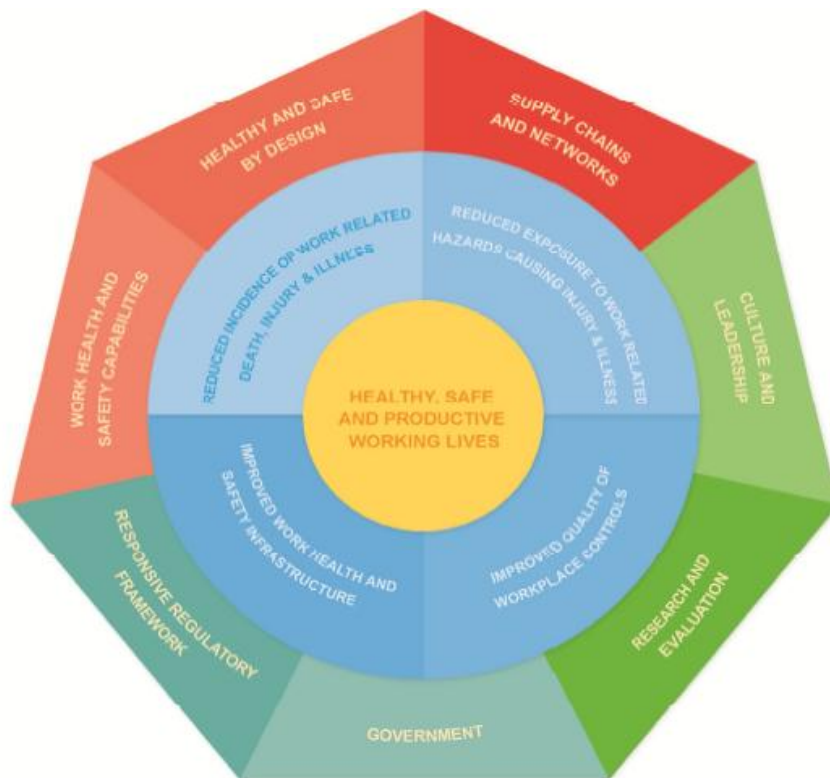 HEALTHY AND SAFE
BY DESIGN
SUPPLY CHAINS
AND NETWORKS
CULTURE AND
LEADERSHIP
RESEARCH AND
EVALUATION
GOVERNMENT
RESPONSIVE REGULATORY
FRAMEWORK
WORK HEALTH AND
SAFETY CAPABILITIES
REDUCED INCIDENCE OF WORK RELATED
DEATH, INJURY & ILLNESS
REDUCED EXPOSURE TO WORK RELATED
HAZARDS CAUSING INJURY & ILLNESS
IMPROVED QUALITY OF
WORKPLACE CONTROLS
IMPROVED WORK HEALTH AND
SAFETY INFRASTRUCTURE
HEALTHY, SAFE
AND PRODUCTIVE
WORKING LIVES